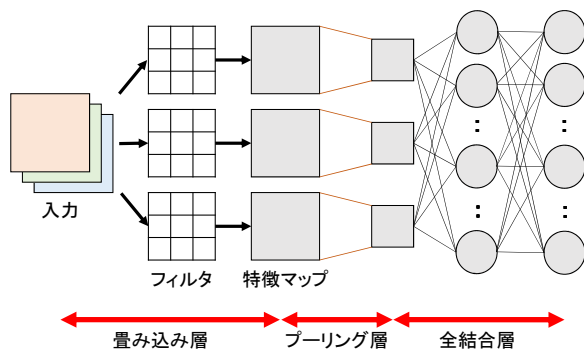 入力
フィルタ
特徴マップ
畳み込み層
プーリング層
全結合層